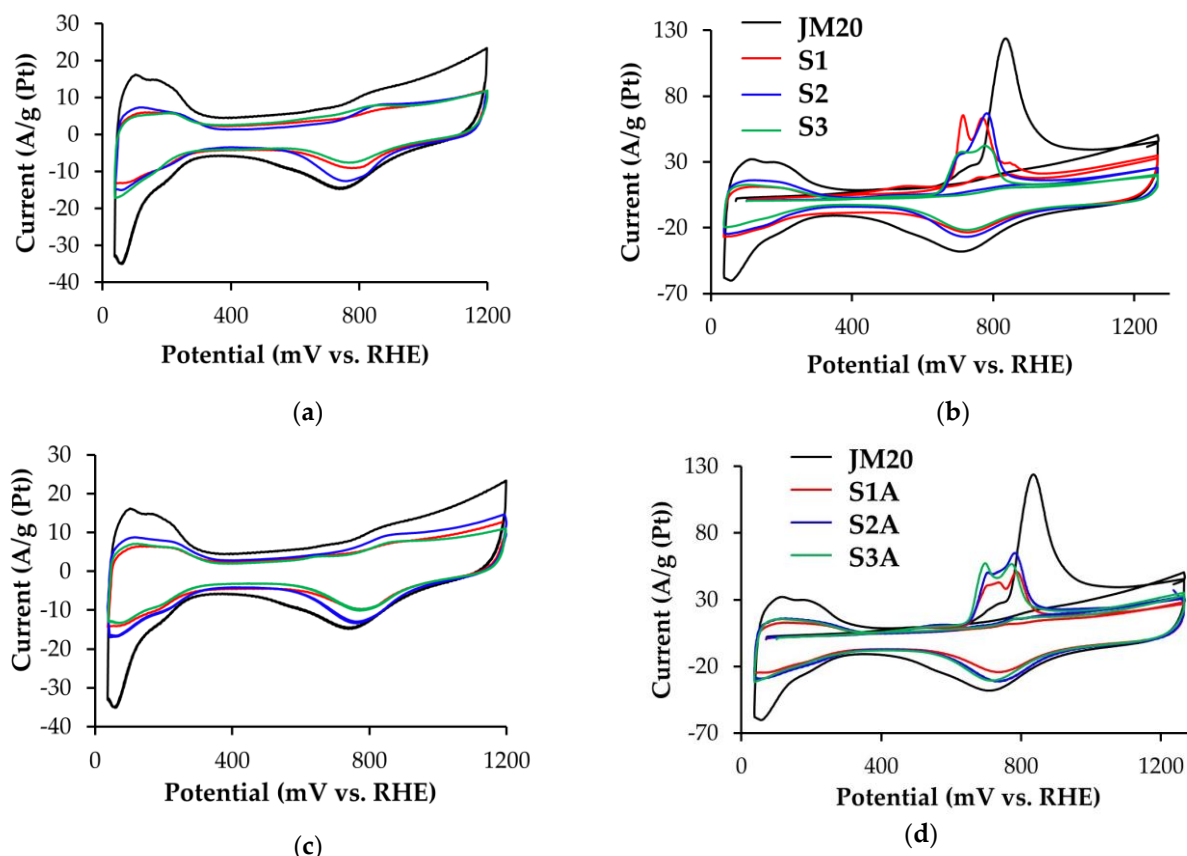 30
20
10
0
-10
-20
-30
-40
0 400 800 1200
Current (A/g (Pt))
Potential (mV vs. RHE)
(a)
JM20
S1
S2
S3
130
80
30
-20
-70
0 400 800 1200
Current (A/g (Pt))
Potential (mV vs. RHE)
(b)
30
20
10
0
-10
-20
-30
-40
0 400 800 1200
Current (A/g (Pt))
Potential (mV vs. RHE)
(c)
JM20
S1A
S2A
S3A
130
80
30
-20
-70
0 400 800 1200
Current (A/g (Pt))
Potential (mV vs. RHE)
(d)